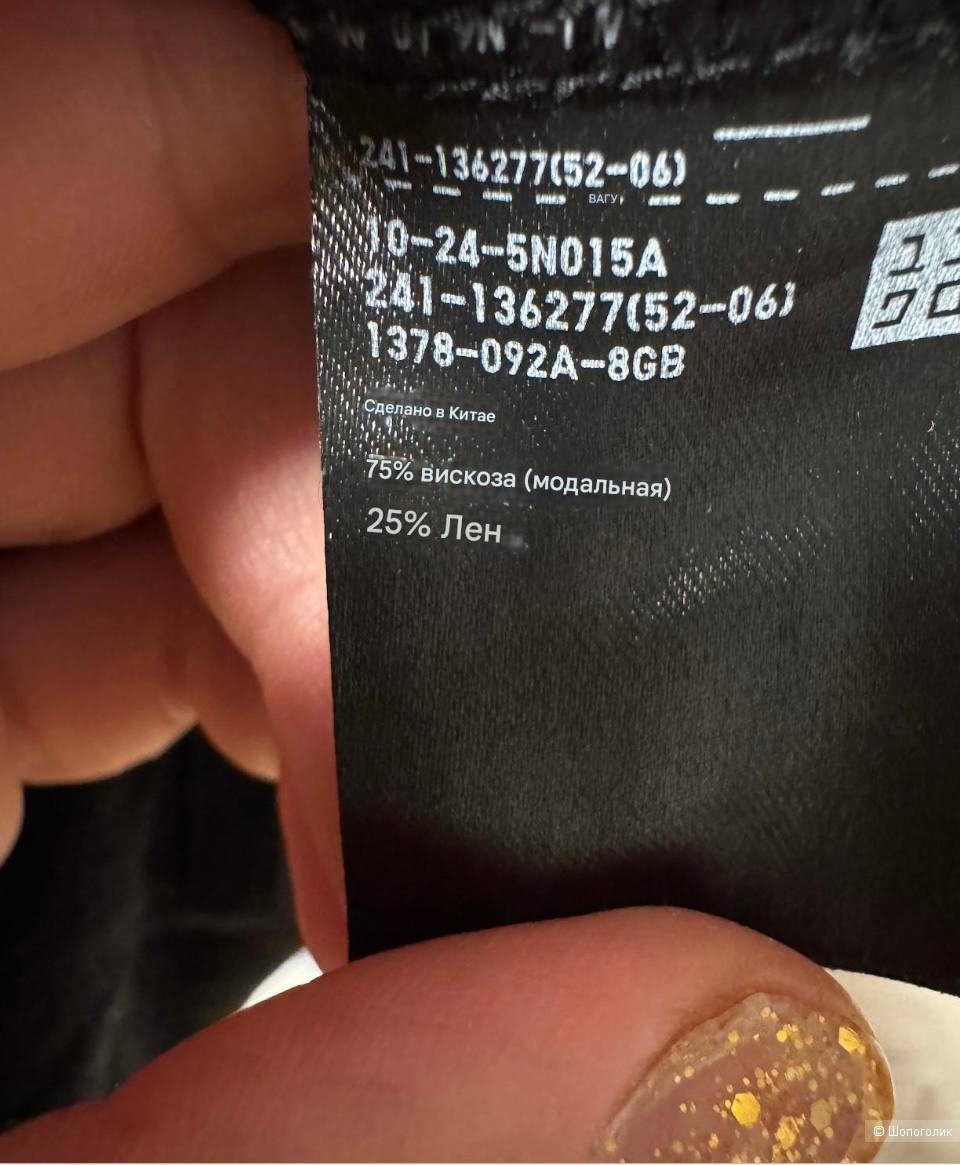 241-136277(52-06)
ВАГУ
10-24-5N015A
241-136277(52-06)
1378-092A-8GB
Сделано в Китае
75% вискоза (модальная)
25% Лен
© Шопоголик